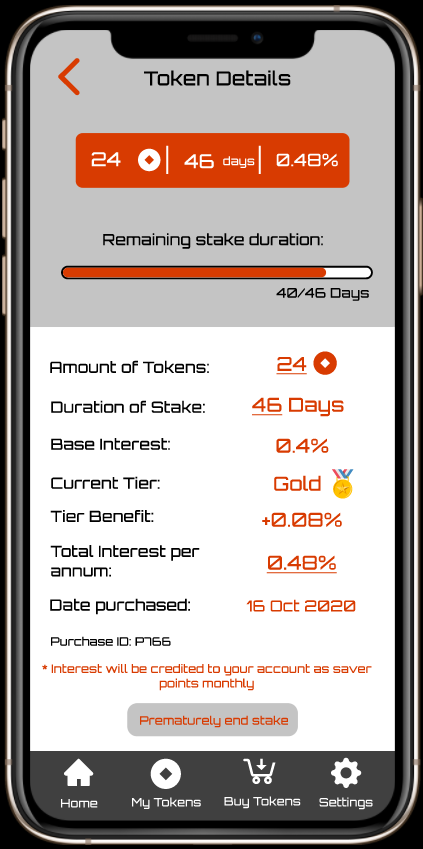 Token Details
24 46 days 0.48%
Remaining stake duration:
40/46 Days
Amount of Tokens: 24
Duration of Stake: 46 Days
Base Interest: 0.4%
Current Tier: Gold
Tier Benefit: +0.08%
Total Interest per
annum: 0.48%
Date purchased: 16 Oct 2020
Purchase ID: P766
* Interest will be credited to your account as saver
points monthly
Prematurely end stake
Home My Tokens Buy Tokens Settings